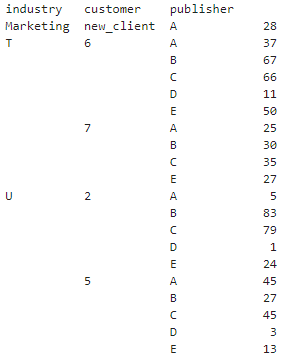 industry customer publisher
Marketing new_client A 28
T 6 A 37
B 67
C 66
D 11
E 50
7 A 25
B 30
C 35
E 27
U 2 A 5
B 83
C 79
D 1
E 24
5 A 45
B 27
C 45
D 3
E 13